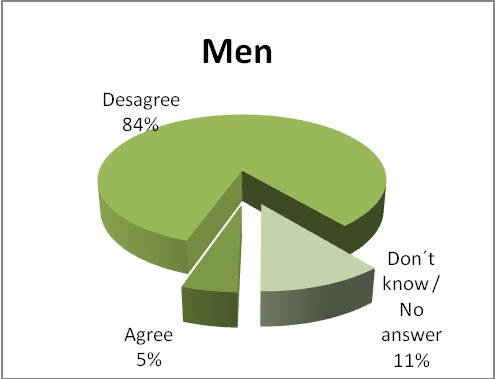 Men
Desagree
84%
Don´t
know /
No
answer
11%
Agree
5%